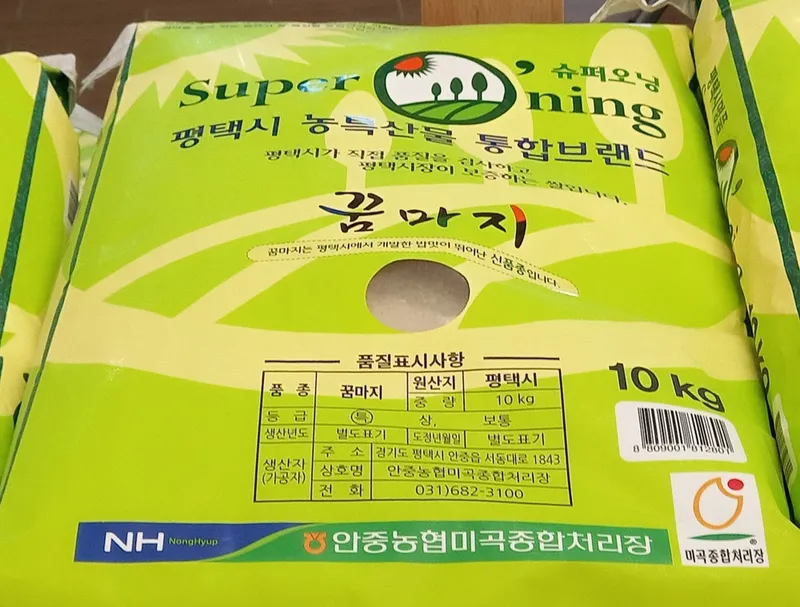 슈퍼오닝
Super O'ning
평택시 농특산물 통합브랜드
평택시가 직접 품질을 심사하고
평택시장이 보증하는 쌀입니다.
꿈마지
꿈마지는 평택시에서 개발한 밥맛이 뛰어난 신품종입니다.
품질표시사항
품 종 꿈마지 원산지 평택시
중 량 10 kg
등 급 특 상, 보통
생산년도 별도표기 도정년월일 별도표기
생산자 (가공자) 주 소 경기도 평택시 안중읍 서동대로 1843
상호명 안중농협미곡종합처리장
전 화 031)682-3100
10 kg
8 809001 812801
NH NongHyup 안중농협미곡종합처리장
미곡종합처리장